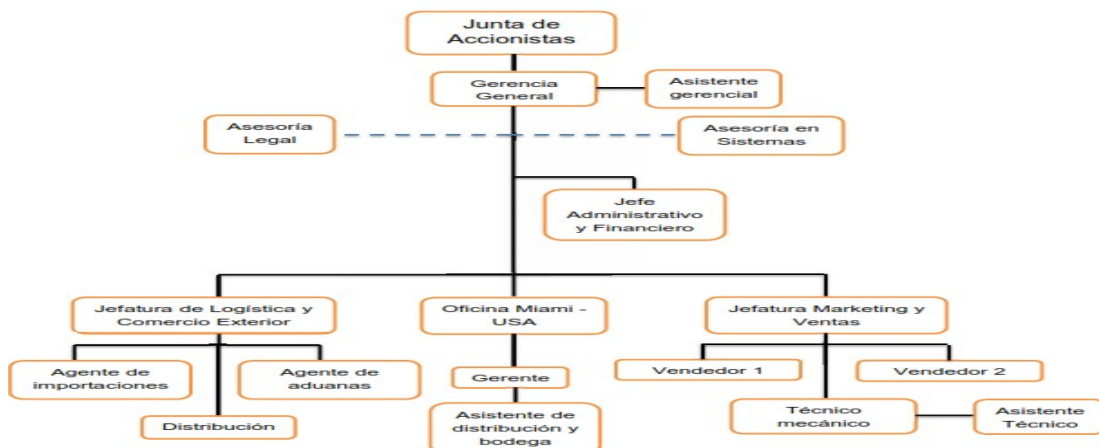 Junta de
Accionistas
Gerencia
General
Asistente
gerencial
Asesoría
Legal
Asesoría en
Sistemas
Jefe
Administrativo
y Financiero
Jefatura de Logística y
Comercio Exterior
Oficina Miami -
USA
Jefatura Marketing y
Ventas
Agente de
importaciones
Agente de
aduanas
Gerente
Vendedor 1
Vendedor 2
Distribución
Asistente de
distribución y
bodega
Técnico
mecánico
Asistente
Técnico